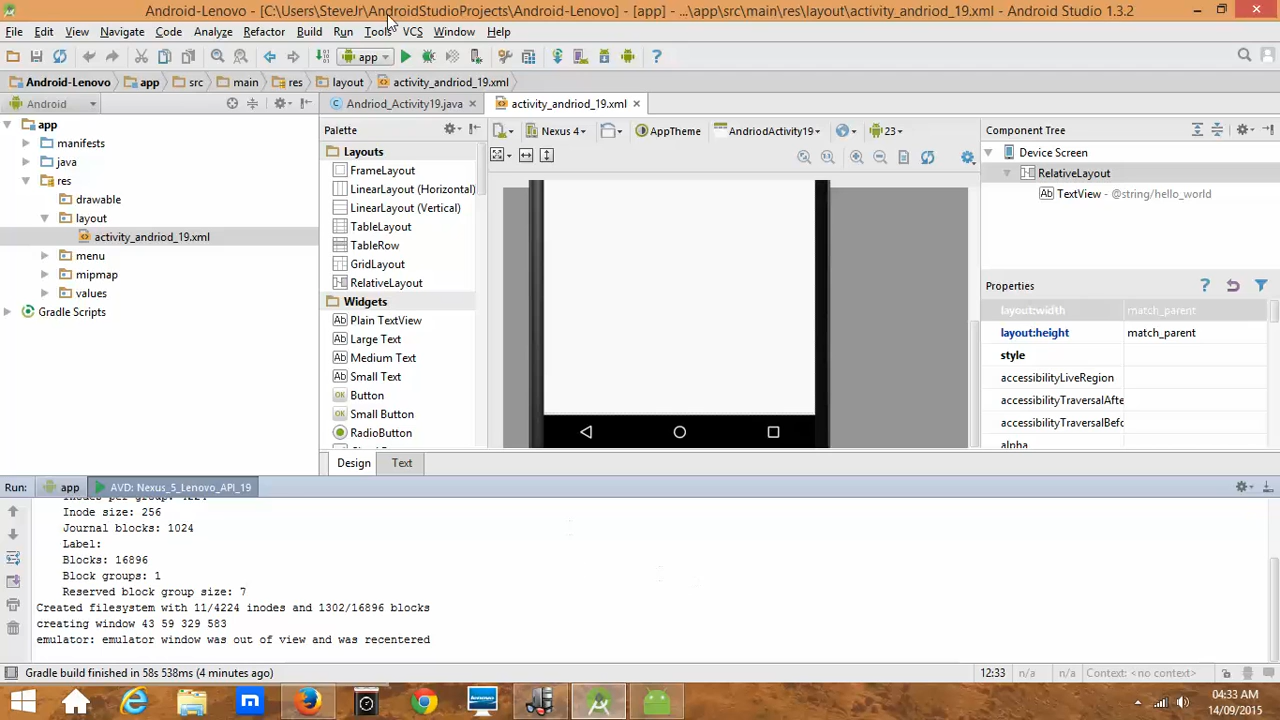 Android-Lenovo - [C:\Users\SteveJr\AndroidStudioProjects\Android-Lenovo] - [app] - ...\app\src\main\res\layout\activity_andriod_19.xml - Android Studio 1.3.2
File Edit View Navigate Code Analyze Refactor Build Run Tools VCS Window Help
app
Android-Lenovo app src main res layout activity_andriod_19.xml
Android
Andriod_Activity19.java activity_andriod_19.xml
app
manifests
java
res
drawable
layout
activity_andriod_19.xml
menu
mipmap
values
Gradle Scripts
Palette
Layouts
FrameLayout
LinearLayout (Horizontal)
LinearLayout (Vertical)
TableLayout
TableRow
GridLayout
RelativeLayout
Widgets
Plain TextView
Large Text
Medium Text
Small Text
Button
Small Button
RadioButton
Nexus 4 AppTheme AndriodActivity19 23
Design Text
Component Tree
Device Screen
RelativeLayout
TextView - @string/hello_world
Properties
layout:width match_parent
layout:height match_parent
style
accessibilityLiveRegion
accessibilityTraversalAfte
accessibilityTraversalBefo
alpha
Run: app AVD: Nexus_5_Lenovo_API_19
Inodes per group: 4224
Inode size: 256
Journal blocks: 1024
Label:
Blocks: 16896
Block groups: 1
Reserved block group size: 7
Created filesystem with 11/4224 inodes and 1302/16896 blocks
creating window 43 59 329 583
emulator: emulator window was out of view and was recentered
Gradle build finished in 58s 538ms (4 minutes ago) 12:33 n/a n/a Context: <no context>
04:33 AM
14/09/2015